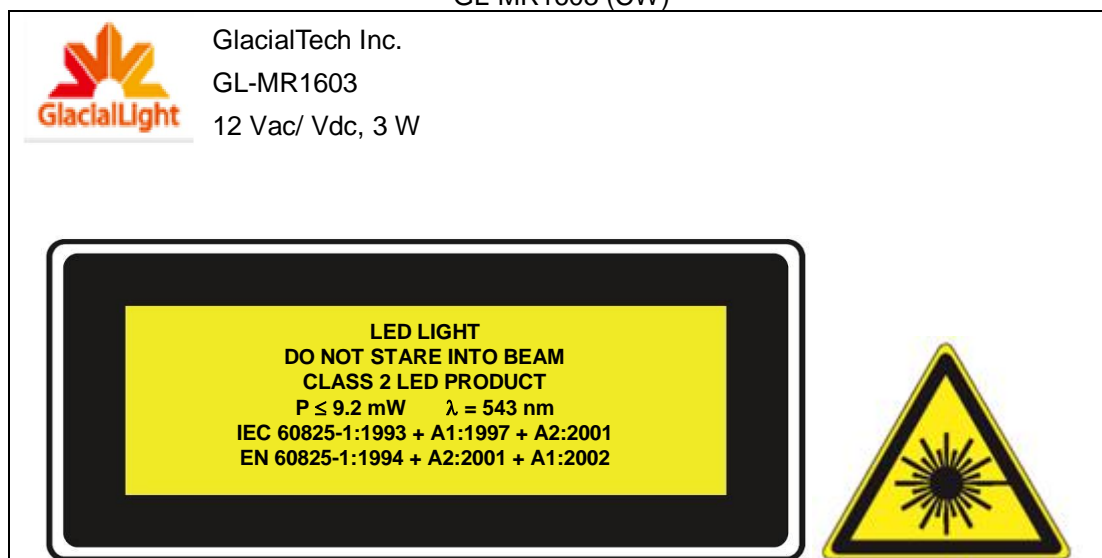 GlacialTech Inc.
GL-MR1603
12 Vac/ Vdc, 3 W
GlacialLight
LED LIGHT
DO NOT STARE INTO BEAM
CLASS 2 LED PRODUCT
P ≤ 9.2 mW λ = 543 nm
IEC 60825-1:1993 + A1:1997 + A2:2001
EN 60825-1:1994 + A2:2001 + A1:2002